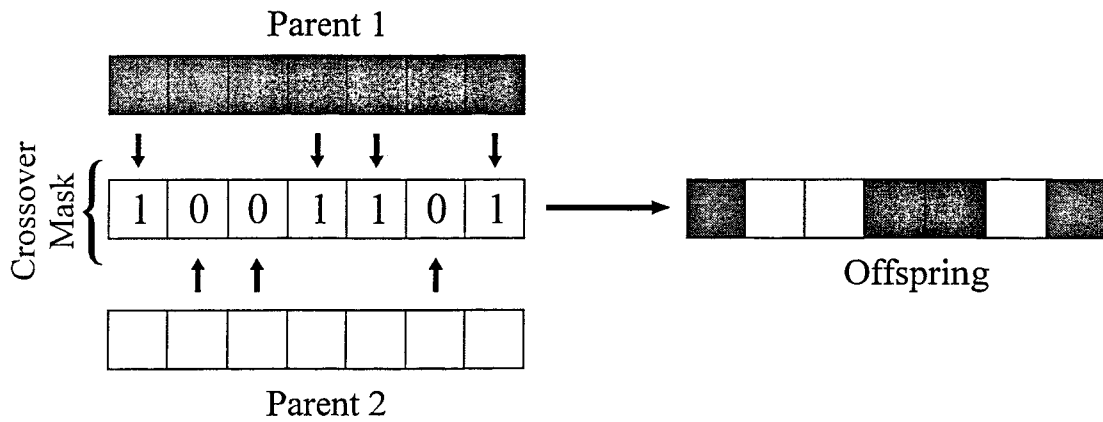 Parent 1
Crossover
Mask
1 0 0 1 1 0 1
Offspring
Parent 2